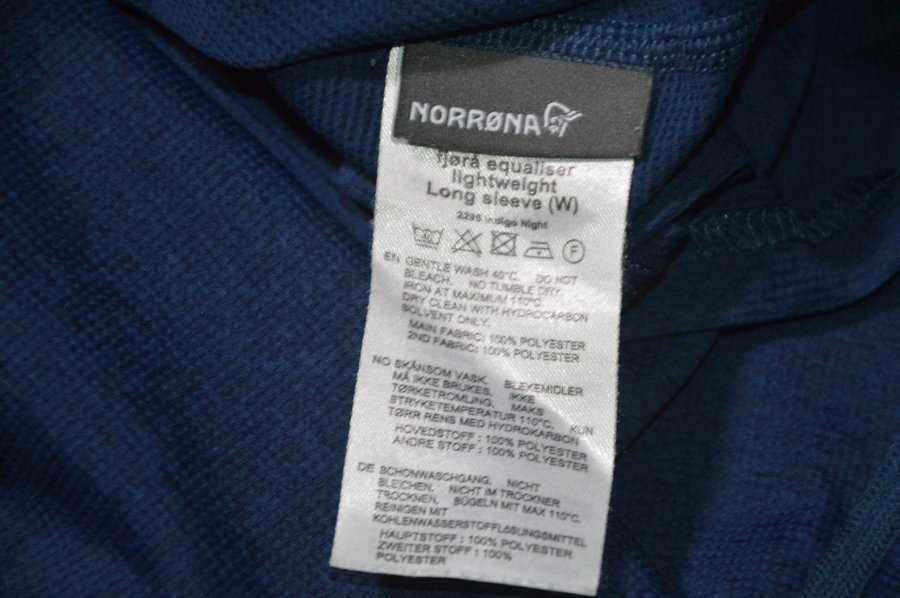 NORRØNA
fjørå equaliser
lightweight
Long sleeve (W)
2295 Indigo Night
F
EN GENTLE WASH 40°C. DO NOT
BLEACH. NO TUMBLE DRY.
IRON AT MAXIMUM 110°C
DRY CLEAN WITH HYDROCARBON
SOLVENT ONLY.
MAIN FABRIC: 100% POLYESTER
2ND FABRIC: 100% POLYESTER
NO SKÅNSOM VASK. BLEKEMIDLER
MÅ IKKE BRUKES. IKKE
TØRKETROMLING. MAKS
STRYKETEMPERATUR 110°C. KUN
TØRR RENS MED HYDROKARBON
HOVEDSTOFF : 100% POLYESTER
ANDRE STOFF : 100% POLYESTER
DE SCHONWASCHGANG. NICHT
BLEICHEN. NICHT IM TROCKNER
TROCKNEN. BÜGELN MIT MAX 110°C.
REINIGEN MIT
KOHLENWASSERSTOFFLÖSUNGSMITTEL
HAUPTSTOFF : 100% POLYESTER
ZWEITER STOFF : 100%
POLYESTER